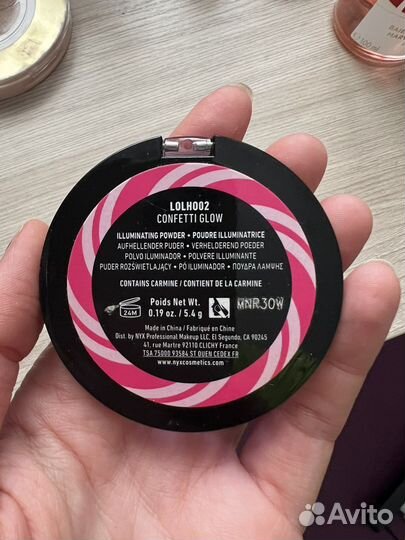 LOLH002
CONFETTI GLOW
ILLUMINATING POWDER • POUDRE ILLUMINATRICE
AUFHELLENDER PUDER • VERHELDEREND POEDER
POLVO ILUMINADOR • POLVERE ILLUMINANTE
PUDER ROZŚWIETLAJĄCY • PÓ ILUMINADOR • ΠΟΥΔΡΑ ΛΑΜΨΗΣ
CONTAINS CARMINE / CONTIENT DE LA CARMINE
Poids Net Wt.
0.19 oz. / 5.4 g
24M
MNR30W
Made in China / Fabriqué en Chine
Dist. by NYX Professional Makeup LLC, El Segundo, CA 90245
41, rue Martre 92110 CLICHY France
TSA 75000 93584 ST OUEN CEDEX FR
www.nyxcosmetics.com
100 ml
Avito